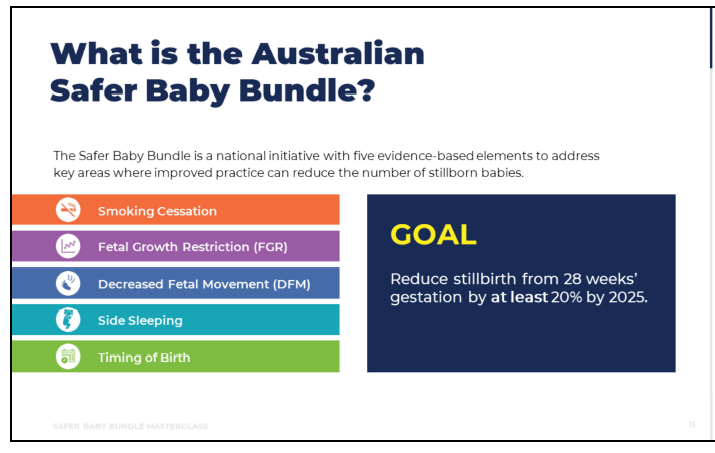 What is the Australian
Safer Baby Bundle?
The Safer Baby Bundle is a national initiative with five evidence-based elements to address
key areas where improved practice can reduce the number of stillborn babies.
Smoking Cessation
Fetal Growth Restriction (FGR)
Decreased Fetal Movement (DFM)
Side Sleeping
Timing of Birth
GOAL
Reduce stillbirth from 28 weeks’
gestation by at least 20% by 2025.
SAFER BABY BUNDLE MASTERCLASS
11